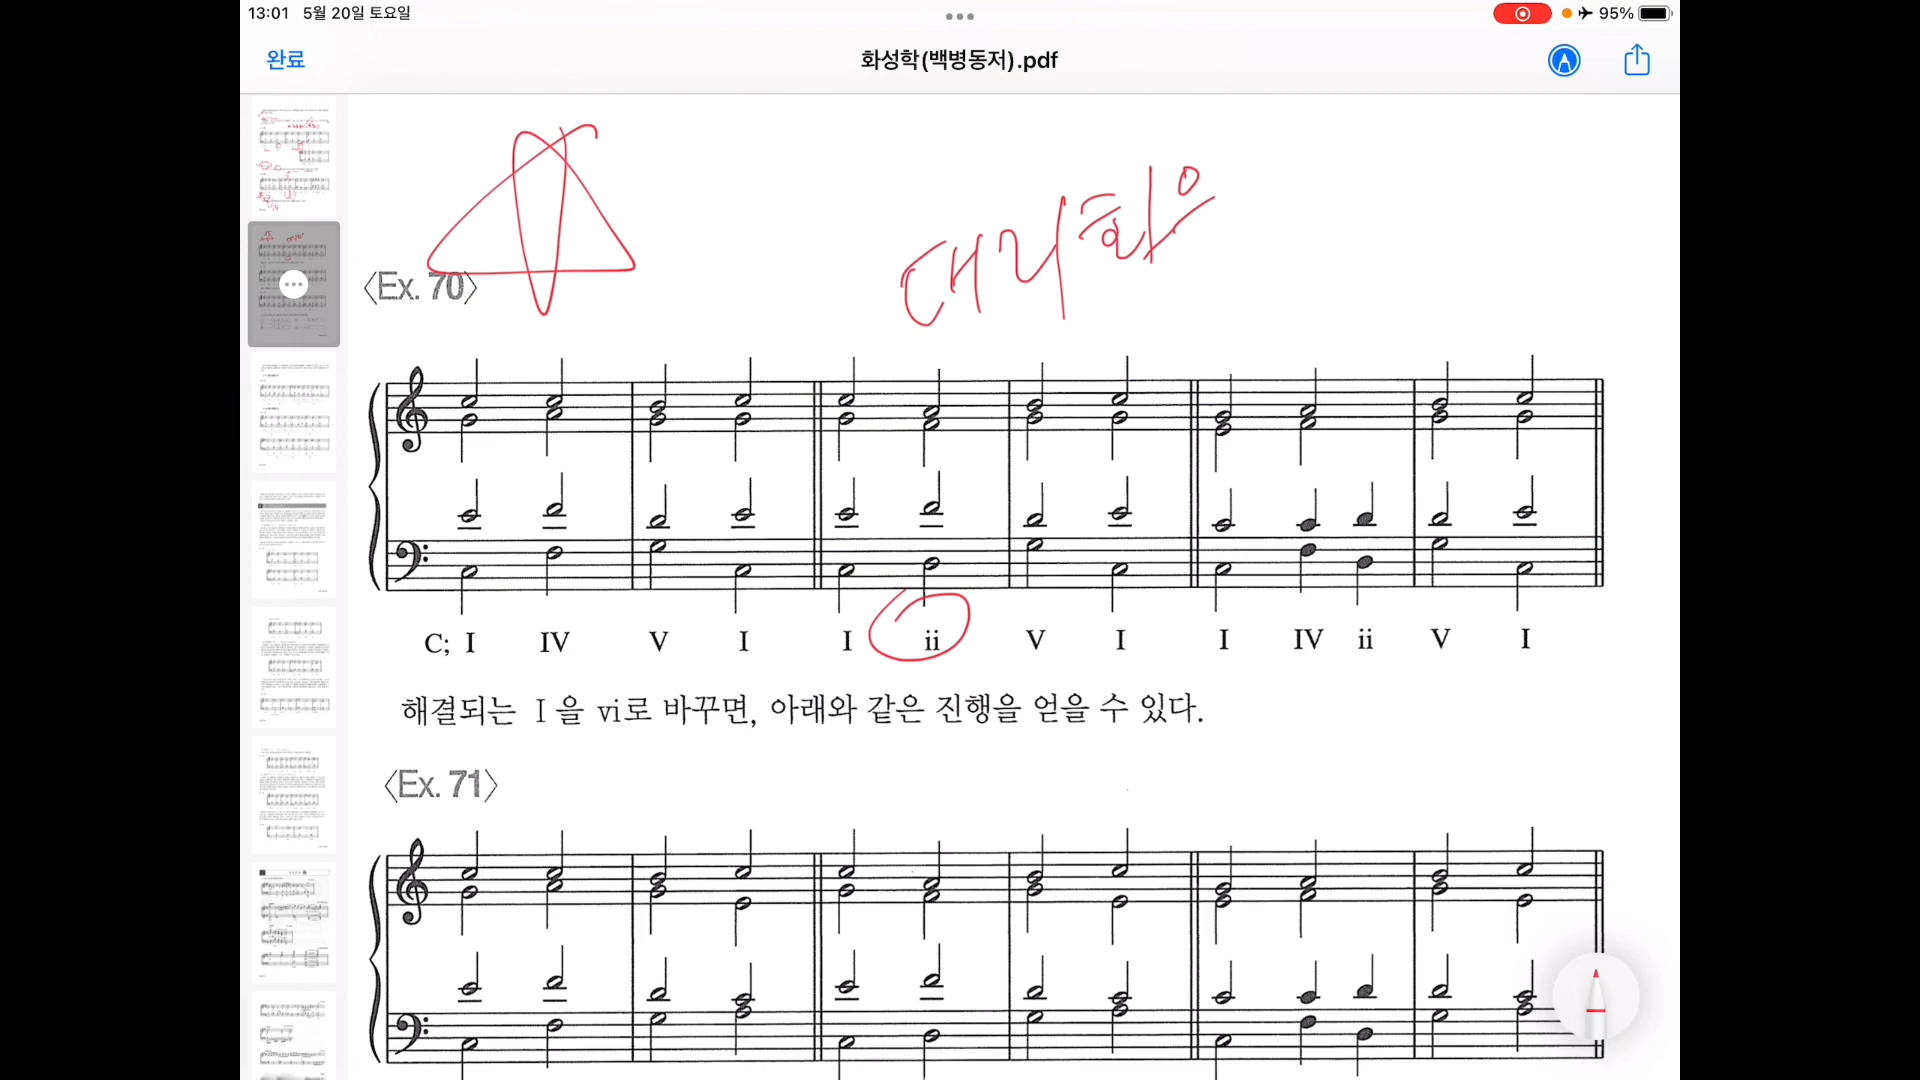 13:01 5월 20일 토요일
95%
완료
화성학(백병동저).pdf
대리화음
〈Ex. 70〉
C; I IV V I I ii V I I IV ii V I
해결되는 I 을 vi로 바꾸면, 아래와 같은 진행을 얻을 수 있다.
〈Ex. 71〉